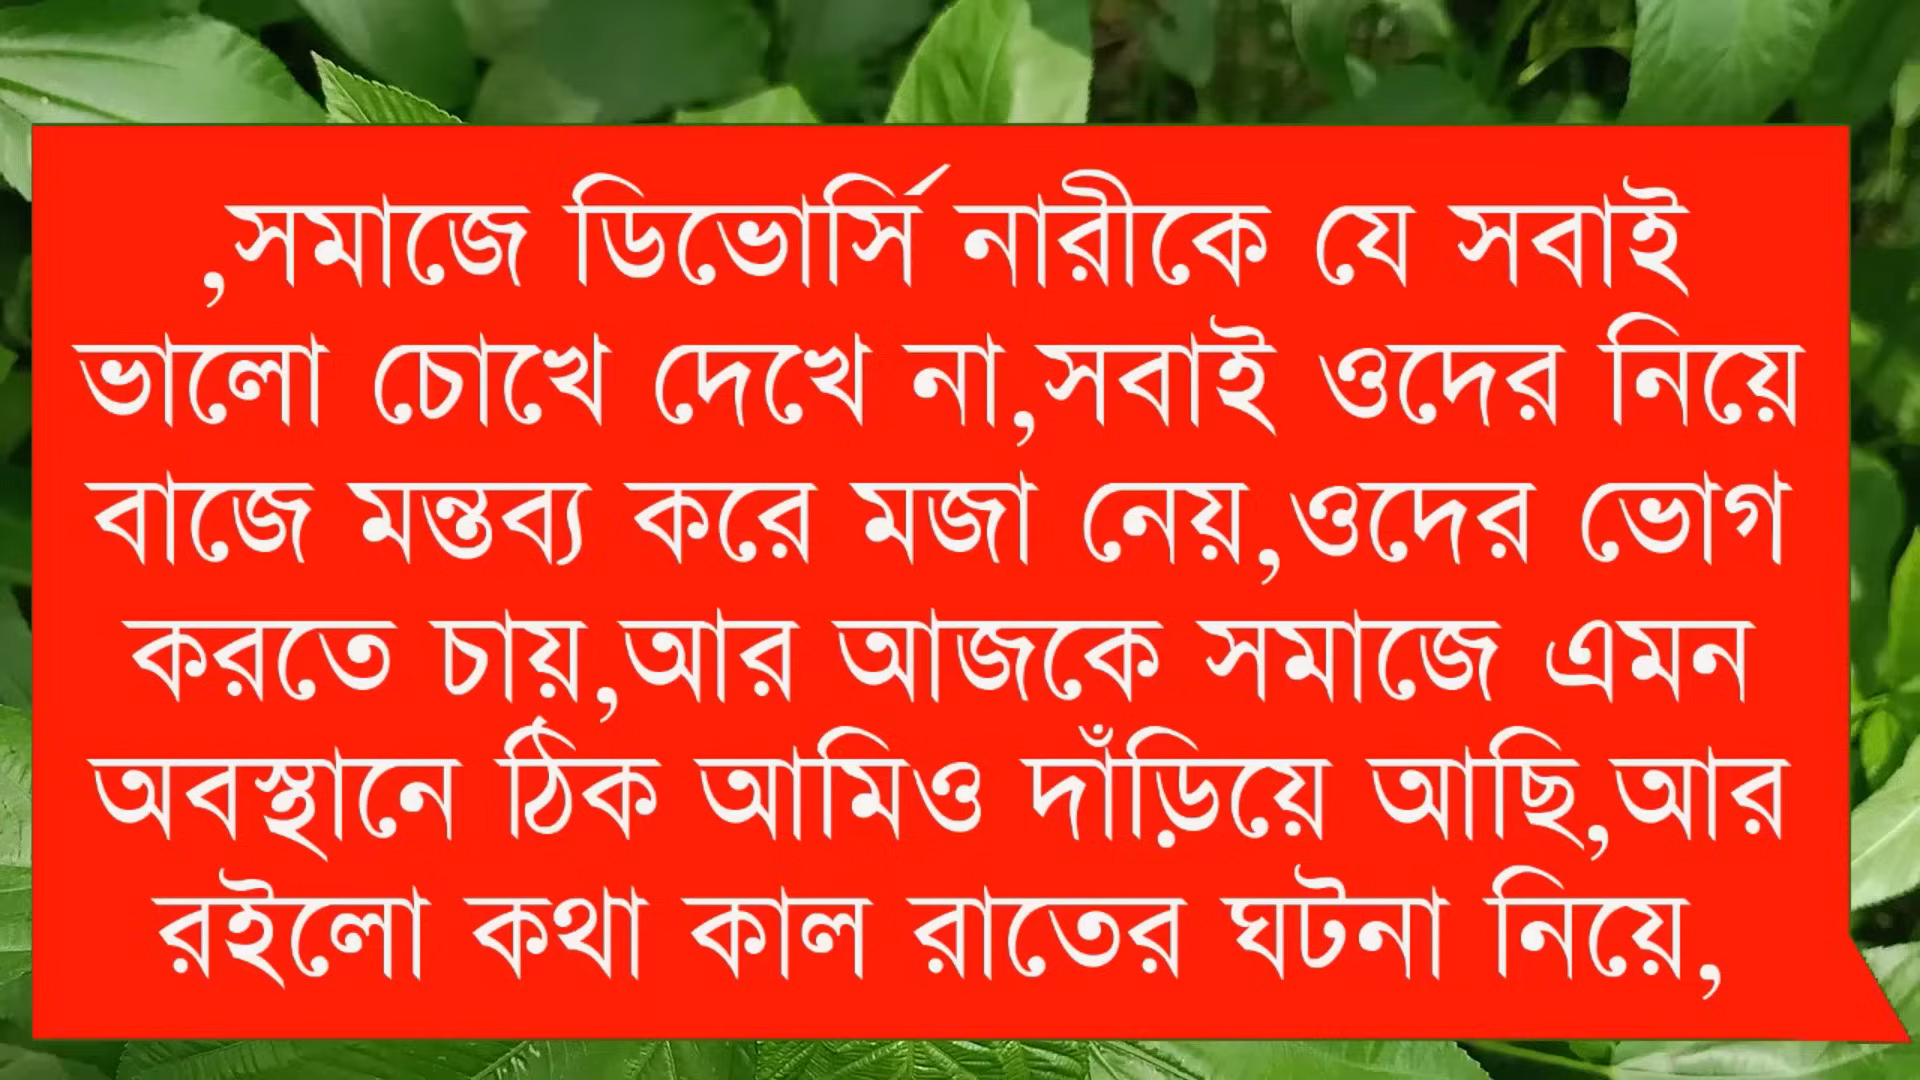 ,সমাজে ডিভোর্সি নারীকে যে সবাই
ভালো চোখে দেখে না,সবাই ওদের নিয়ে
বাজে মন্তব্য করে মজা নেয়,ওদের ভোগ
করতে চায়,আর আজকে সমাজে এমন
অবস্থানে ঠিক আমিও দাঁড়িয়ে আছি,আর
রইলো কথা কাল রাতের ঘটনা নিয়ে,